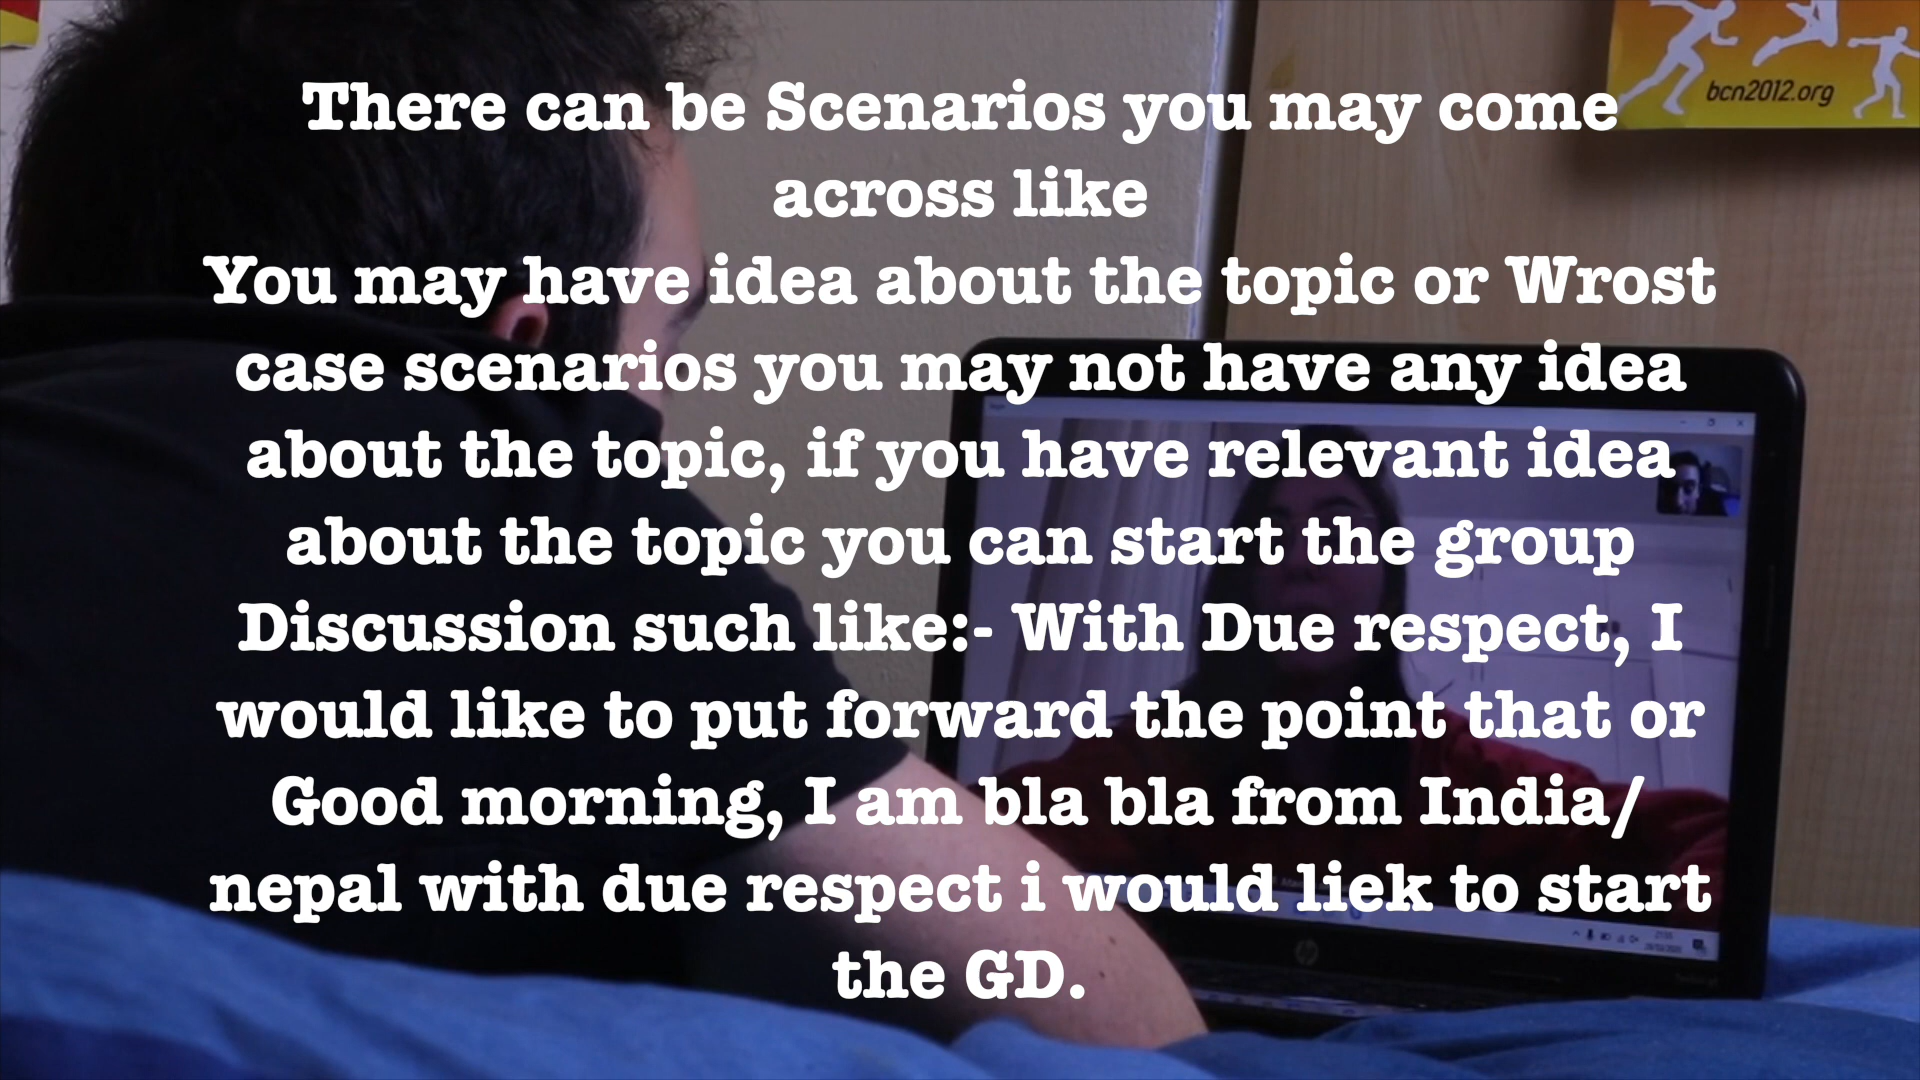 There can be Scenarios you may come
across like
You may have idea about the topic or Wrost
case scenarios you may not have any idea
about the topic, if you have relevant idea
about the topic you can start the group
Discussion such like:- With Due respect, I
would like to put forward the point that or
Good morning, I am bla bla from India/
nepal with due respect i would liek to start
the GD.
bcn2012.org
hp